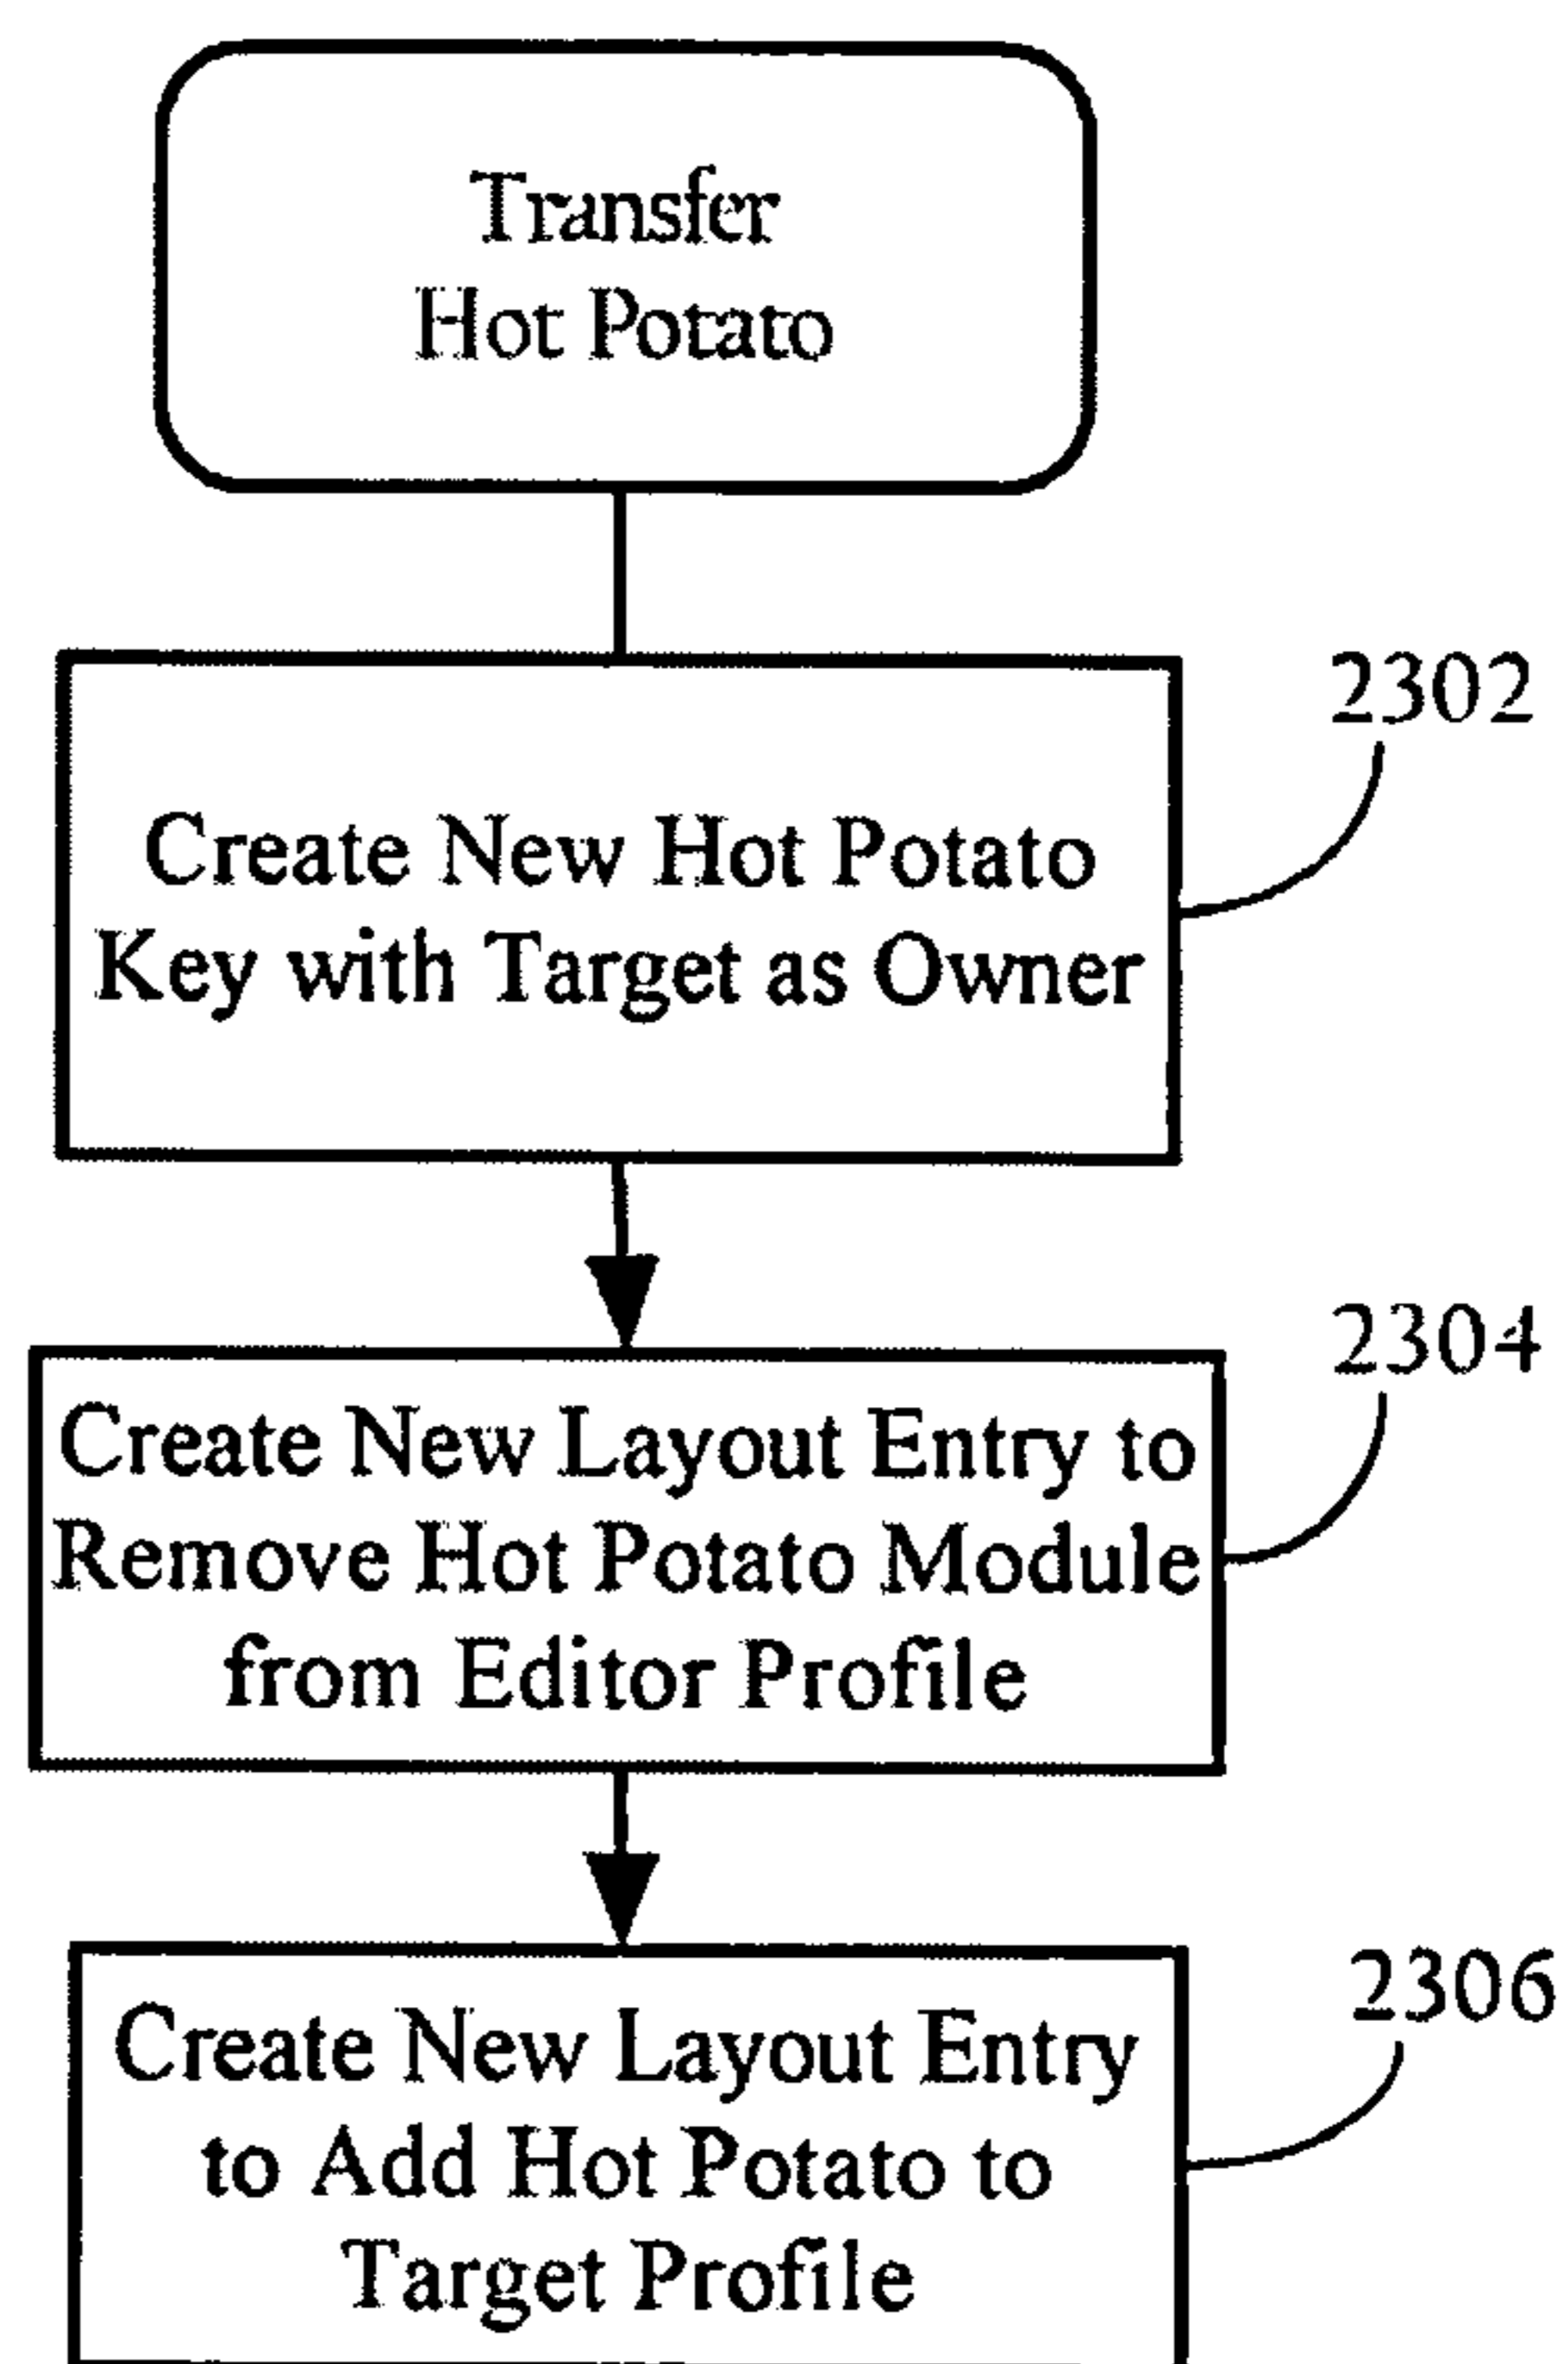 Transfer
Hot Potato
2302
Create New Hot Potato
Key with Target as Owner
2304
Create New Layout Entry to
Remove Hot Potato Module
from Editor Profile
2306
Create New Layout Entry
to Add Hot Potato to
Target Profile